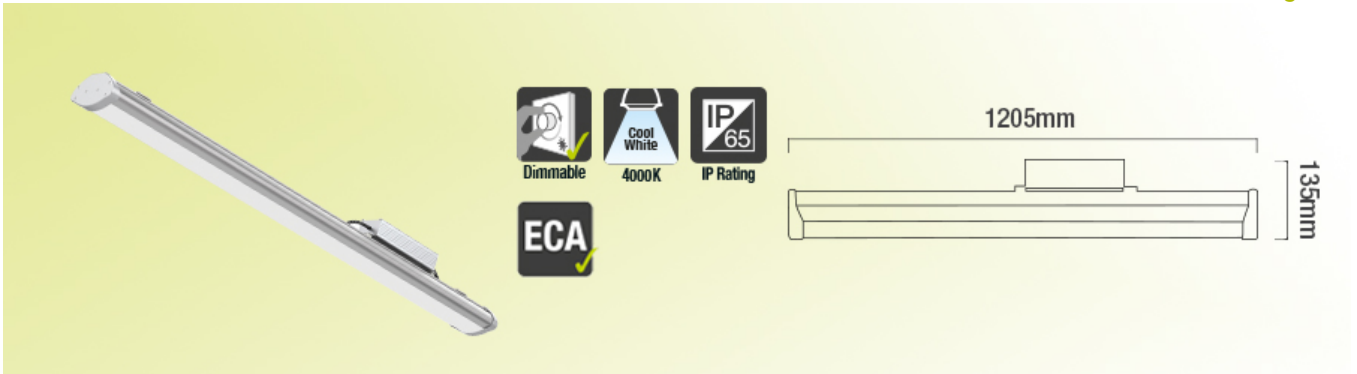 Dimmable
Cool
White
4000K
IP
65
IP Rating
ECA
1205mm
135mm